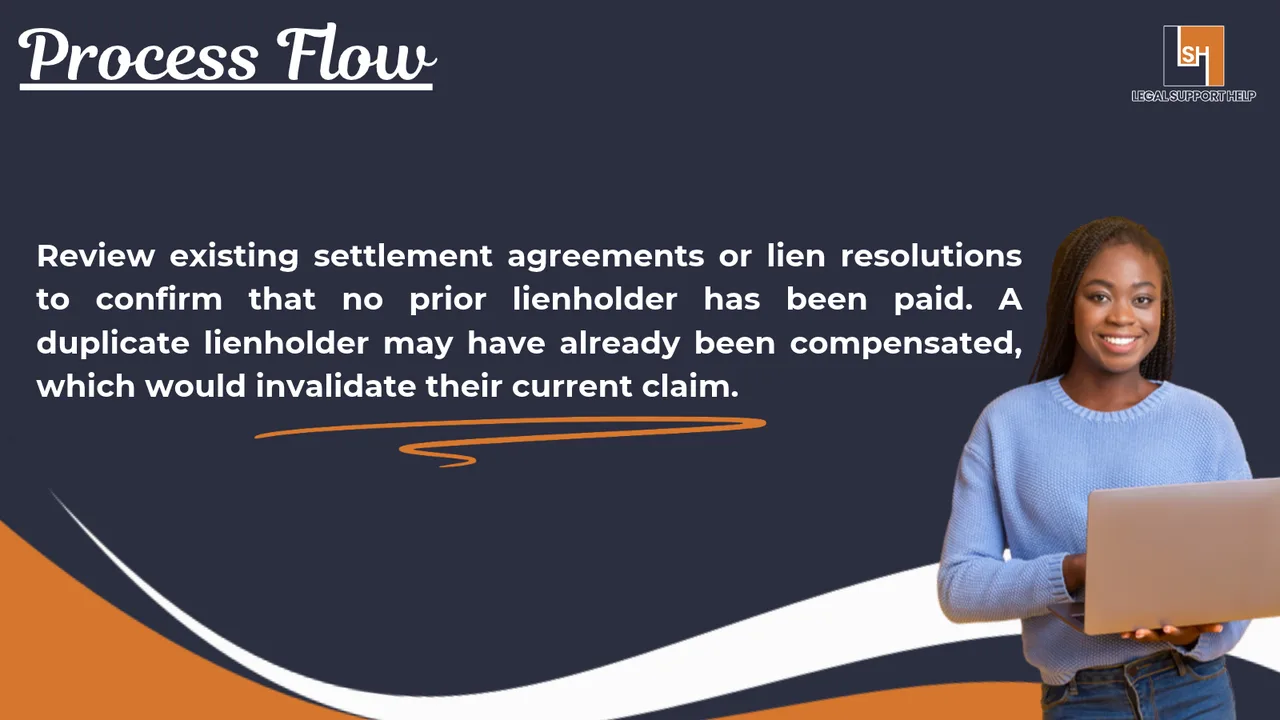 Process Flow
LSH
LEGAL SUPPORT HELP
Review existing settlement agreements or lien resolutions
to confirm that no prior lienholder has been paid. A
duplicate lienholder may have already been compensated,
which would invalidate their current claim.